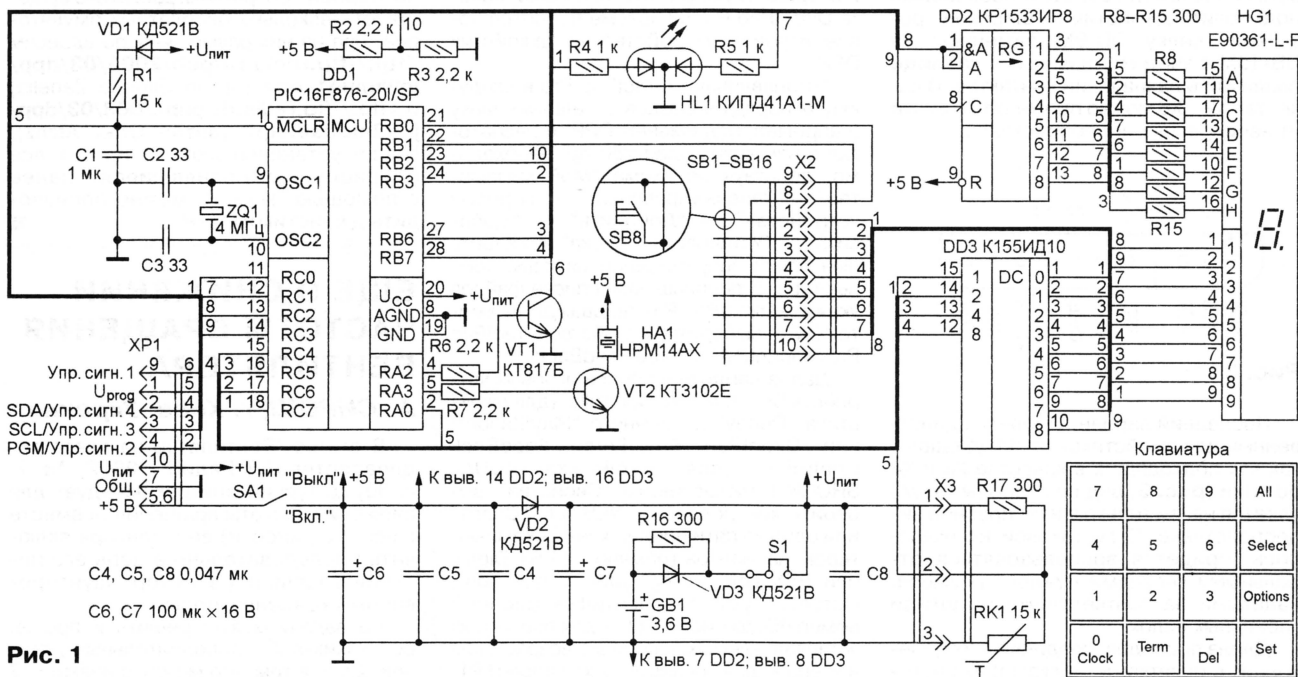 VD1 КД521В
+Uпит
R1
15 к
+5 В
R2 2,2 к
10
R3 2,2 к
DD1
PIC16F876-20I/SP
MCLR
MCU
OSC1
OSC2
RB0
RB1
RB2
RB3
RB6
RB7
RC0
RC1
RC2
RC3
RC4
RC5
RC6
RC7
UCC
AGND
GND
RA2
RA3
RA0
+Uпит
C1
1 мк
C2 33
ZQ1
4 МГц
C3 33
R4 1 к
R5 1 к
HL1 КИПД41А1-М
SB1–SB16
X2
SB8
+5 В
HA1
HPM14AX
VT1
КТ817Б
VT2 КТ3102Е
R6 2,2 к
R7 2,2 к
DD2 КР1533ИР8
&A
A
C
R
RG
+5 В
R8–R15 300
R8
R15
HG1
E90361-L-F
A
B
C
D
E
F
G
H
DD3 К155ИД10
DC
XP1
Упр.сигн.1
Uprog
SDA/Упр.сигн.4
SCL/Упр.сигн.3
PGM/Упр.сигн.2
Uпит
Общ
+5 В
+Uпит
SA1
"Выкл"
"Вкл."
+5 В
К выв. 14 DD2; выв. 16 DD3
VD2
КД521В
C6
C5
C4
C7
R16 300
VD3 КД521В
S1
GB1
3,6 В
+Uпит
C8
К выв. 7 DD2; выв. 8 DD3
X3
R17 300
RK1 15 к
T
C4, C5, C8 0,047 мк
C6, C7 100 мк × 16 В
Рис. 1
Клавиатура
7 8 9 All
4 5 6 Select
1 2 3 Options
0 Clock Term – Del Set